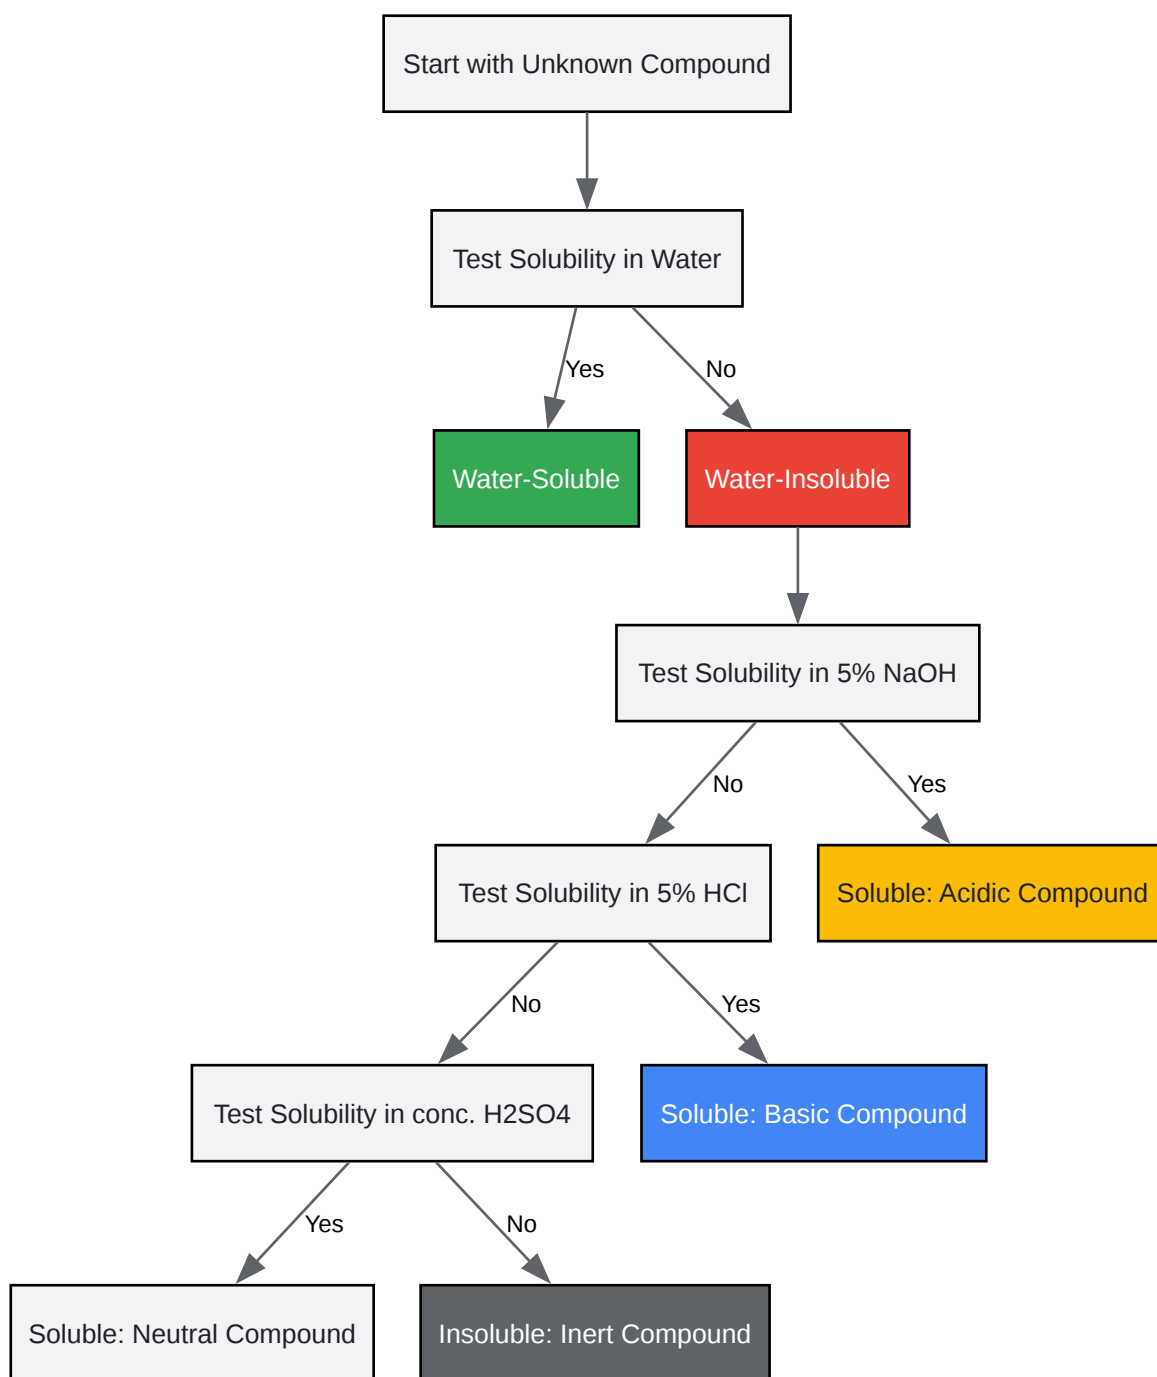 Start with Unknown Compound
Test Solubility in Water
Yes
No
Water-Soluble
Water-Insoluble
Test Solubility in 5% NaOH
No
Yes
Test Solubility in 5% HCl
Soluble: Acidic Compound
No
Yes
Test Solubility in conc. H2SO4
Soluble: Basic Compound
Yes
No
Soluble: Neutral Compound
Insoluble: Inert Compound